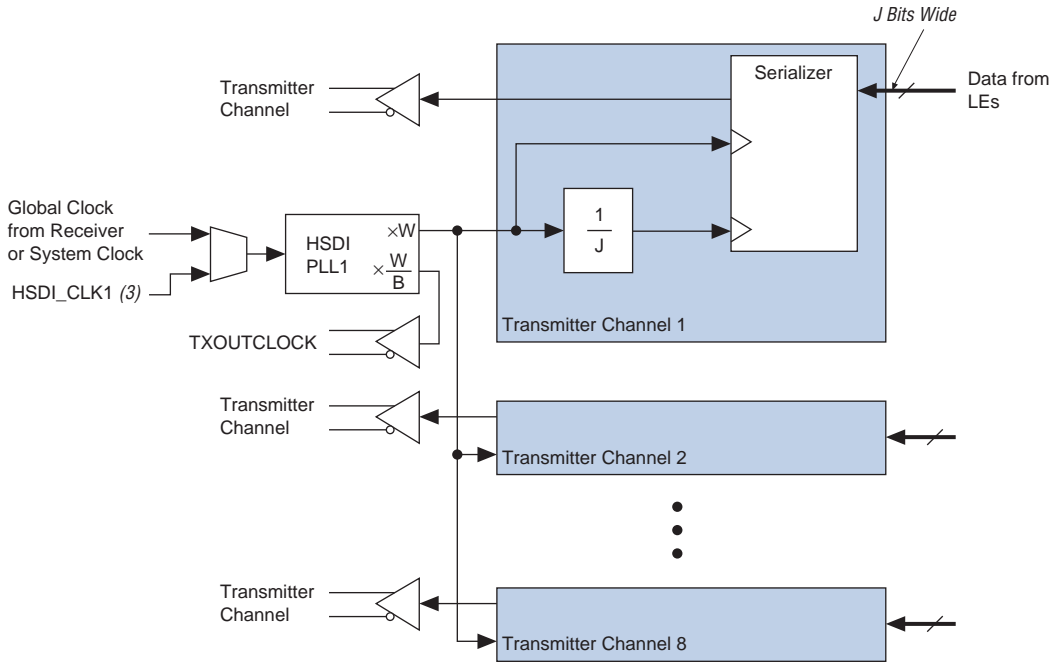 J Bits Wide
Serializer
Data from
LEs
Transmitter
Channel
Global Clock
from Receiver
or System Clock
HSDI_CLK1 (3)
HSDI
PLL1
×W
×W
B
1
J
Transmitter Channel 1
TXOUTCLOCK
Transmitter
Channel
Transmitter Channel 2
Transmitter
Channel
Transmitter Channel 8